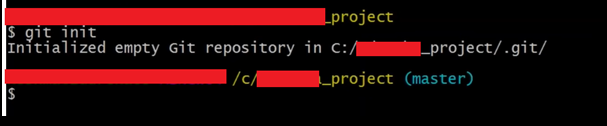 _project
$ git init
Initialized empty Git repository in C:/ _project/.git/
/c/ _project (master)
$